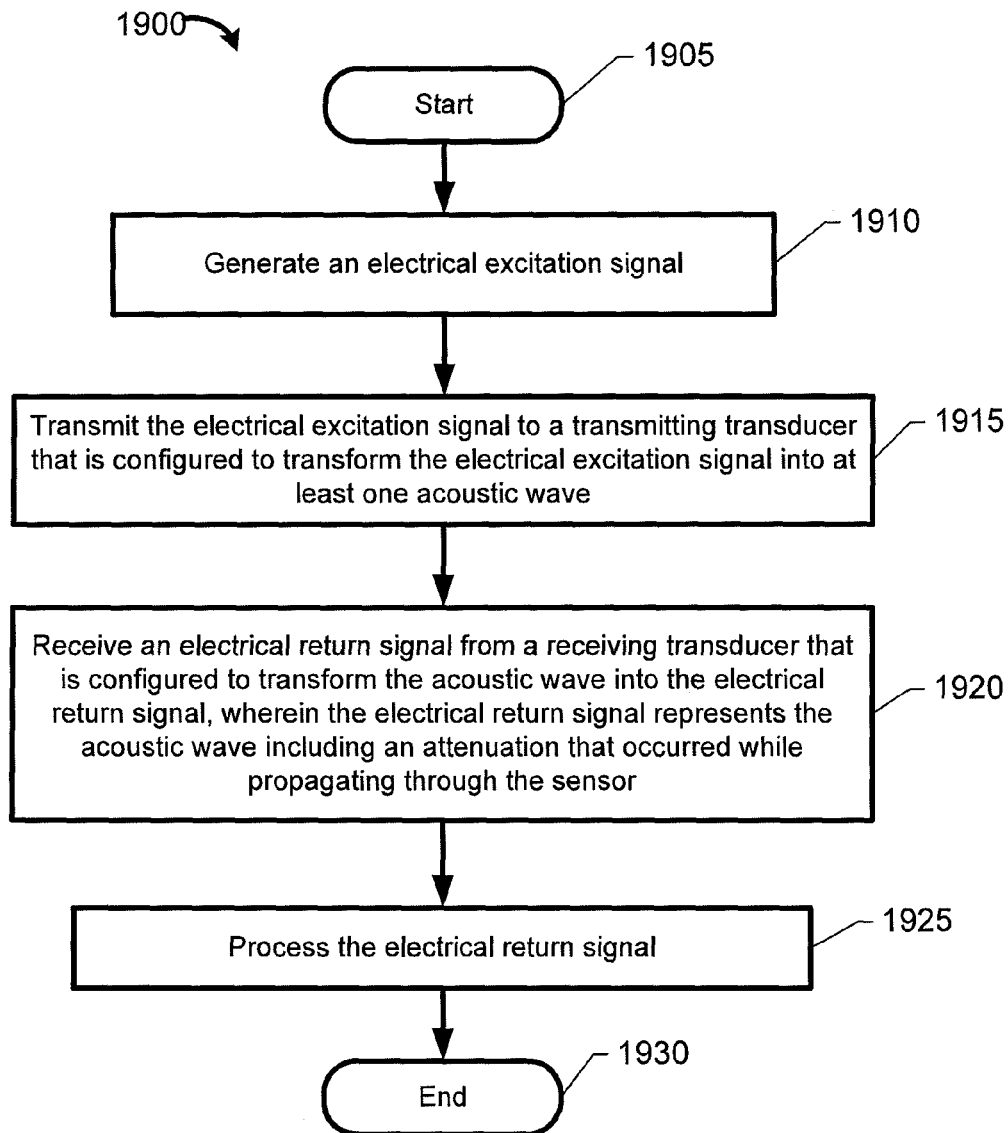 1900
1905
Start
1910
Generate an electrical excitation signal
1915
Transmit the electrical excitation signal to a transmitting transducer
that is configured to transform the electrical excitation signal into at
least one acoustic wave
1920
Receive an electrical return signal from a receiving transducer that
is configured to transform the acoustic wave into the electrical
return signal, wherein the electrical return signal represents the
acoustic wave including an attenuation that occurred while
propagating through the sensor
1925
Process the electrical return signal
1930
End